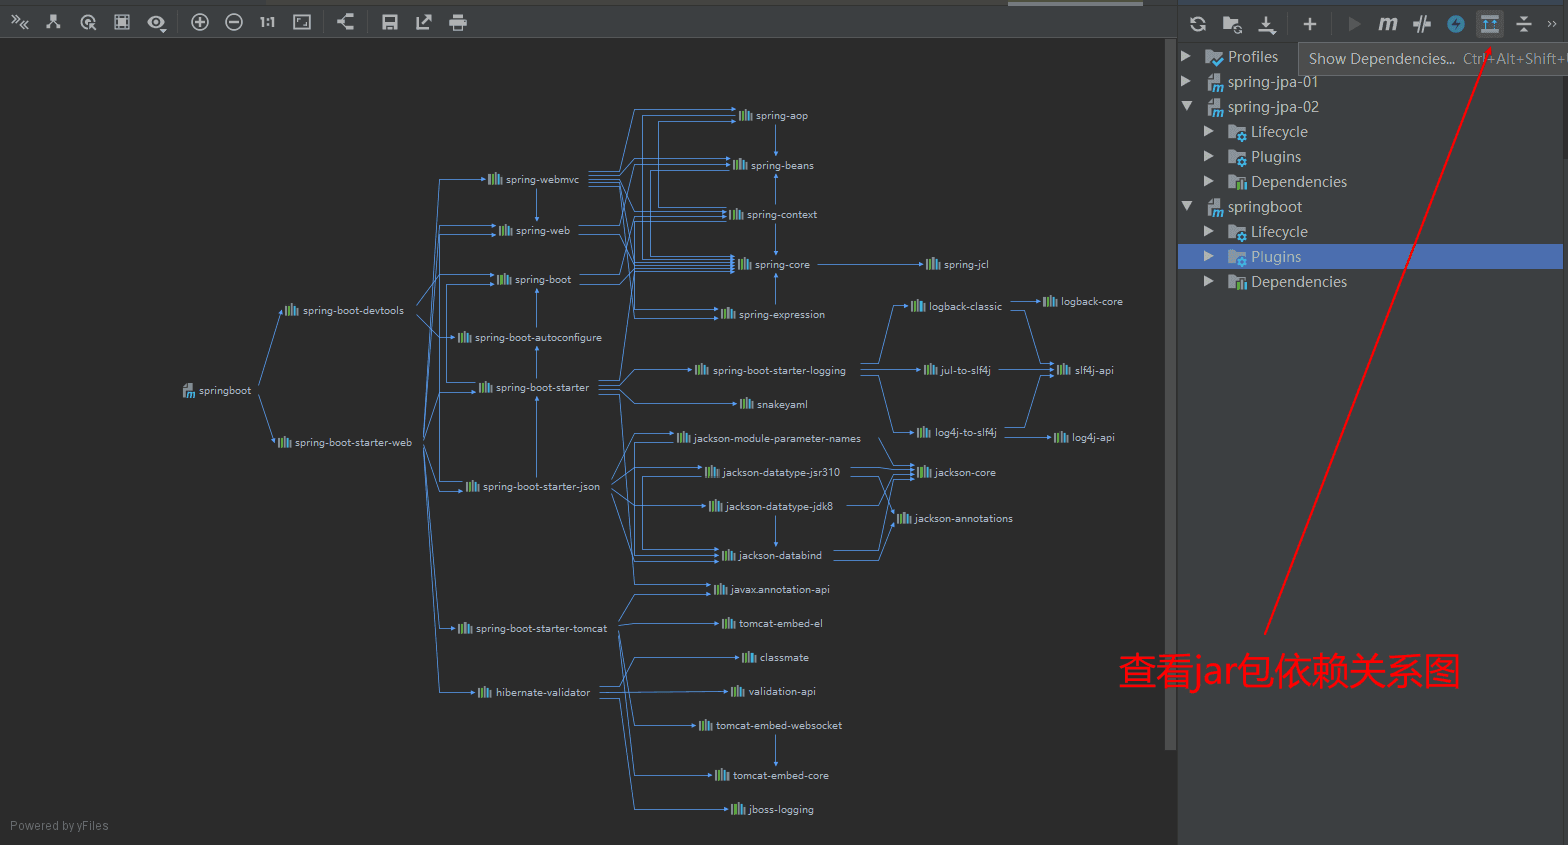 1:1
Profiles
Show Dependencies... Ctrl+Alt+Shift+
spring-jpa-01
spring-jpa-02
Lifecycle
Plugins
Dependencies
springboot
Lifecycle
Plugins
Dependencies
spring-aop
spring-beans
spring-webmvc
spring-context
spring-web
spring-core
spring-jcl
spring-boot
logback-classic
logback-core
spring-boot-devtools
spring-expression
spring-boot-autoconfigure
spring-boot-starter-logging
jul-to-slf4j
slf4j-api
springboot
spring-boot-starter
snakeyaml
spring-boot-starter-web
jackson-module-parameter-names
log4j-to-slf4j
log4j-api
jackson-datatype-jsr310
jackson-core
spring-boot-starter-json
jackson-datatype-jdk8
jackson-annotations
jackson-databind
javax.annotation-api
spring-boot-starter-tomcat
tomcat-embed-el
classmate
hibernate-validator
validation-api
tomcat-embed-websocket
tomcat-embed-core
jboss-logging
查看jar包依赖关系图
Powered by yFiles